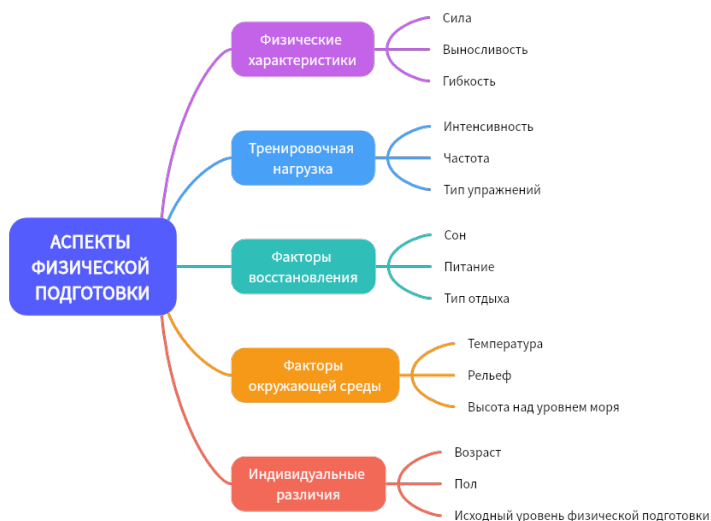 АСПЕКТЫ
ФИЗИЧЕСКОЙ
ПОДГОТОВКИ
Физические
характеристики
Сила
Выносливость
Гибкость
Тренировочная
нагрузка
Интенсивность
Частота
Тип упражнений
Факторы
восстановления
Сон
Питание
Тип отдыха
Факторы
окружающей среды
Температура
Рельеф
Высота над уровнем моря
Индивидуальные
различия
Возраст
Пол
Исходный уровень физической подготовки